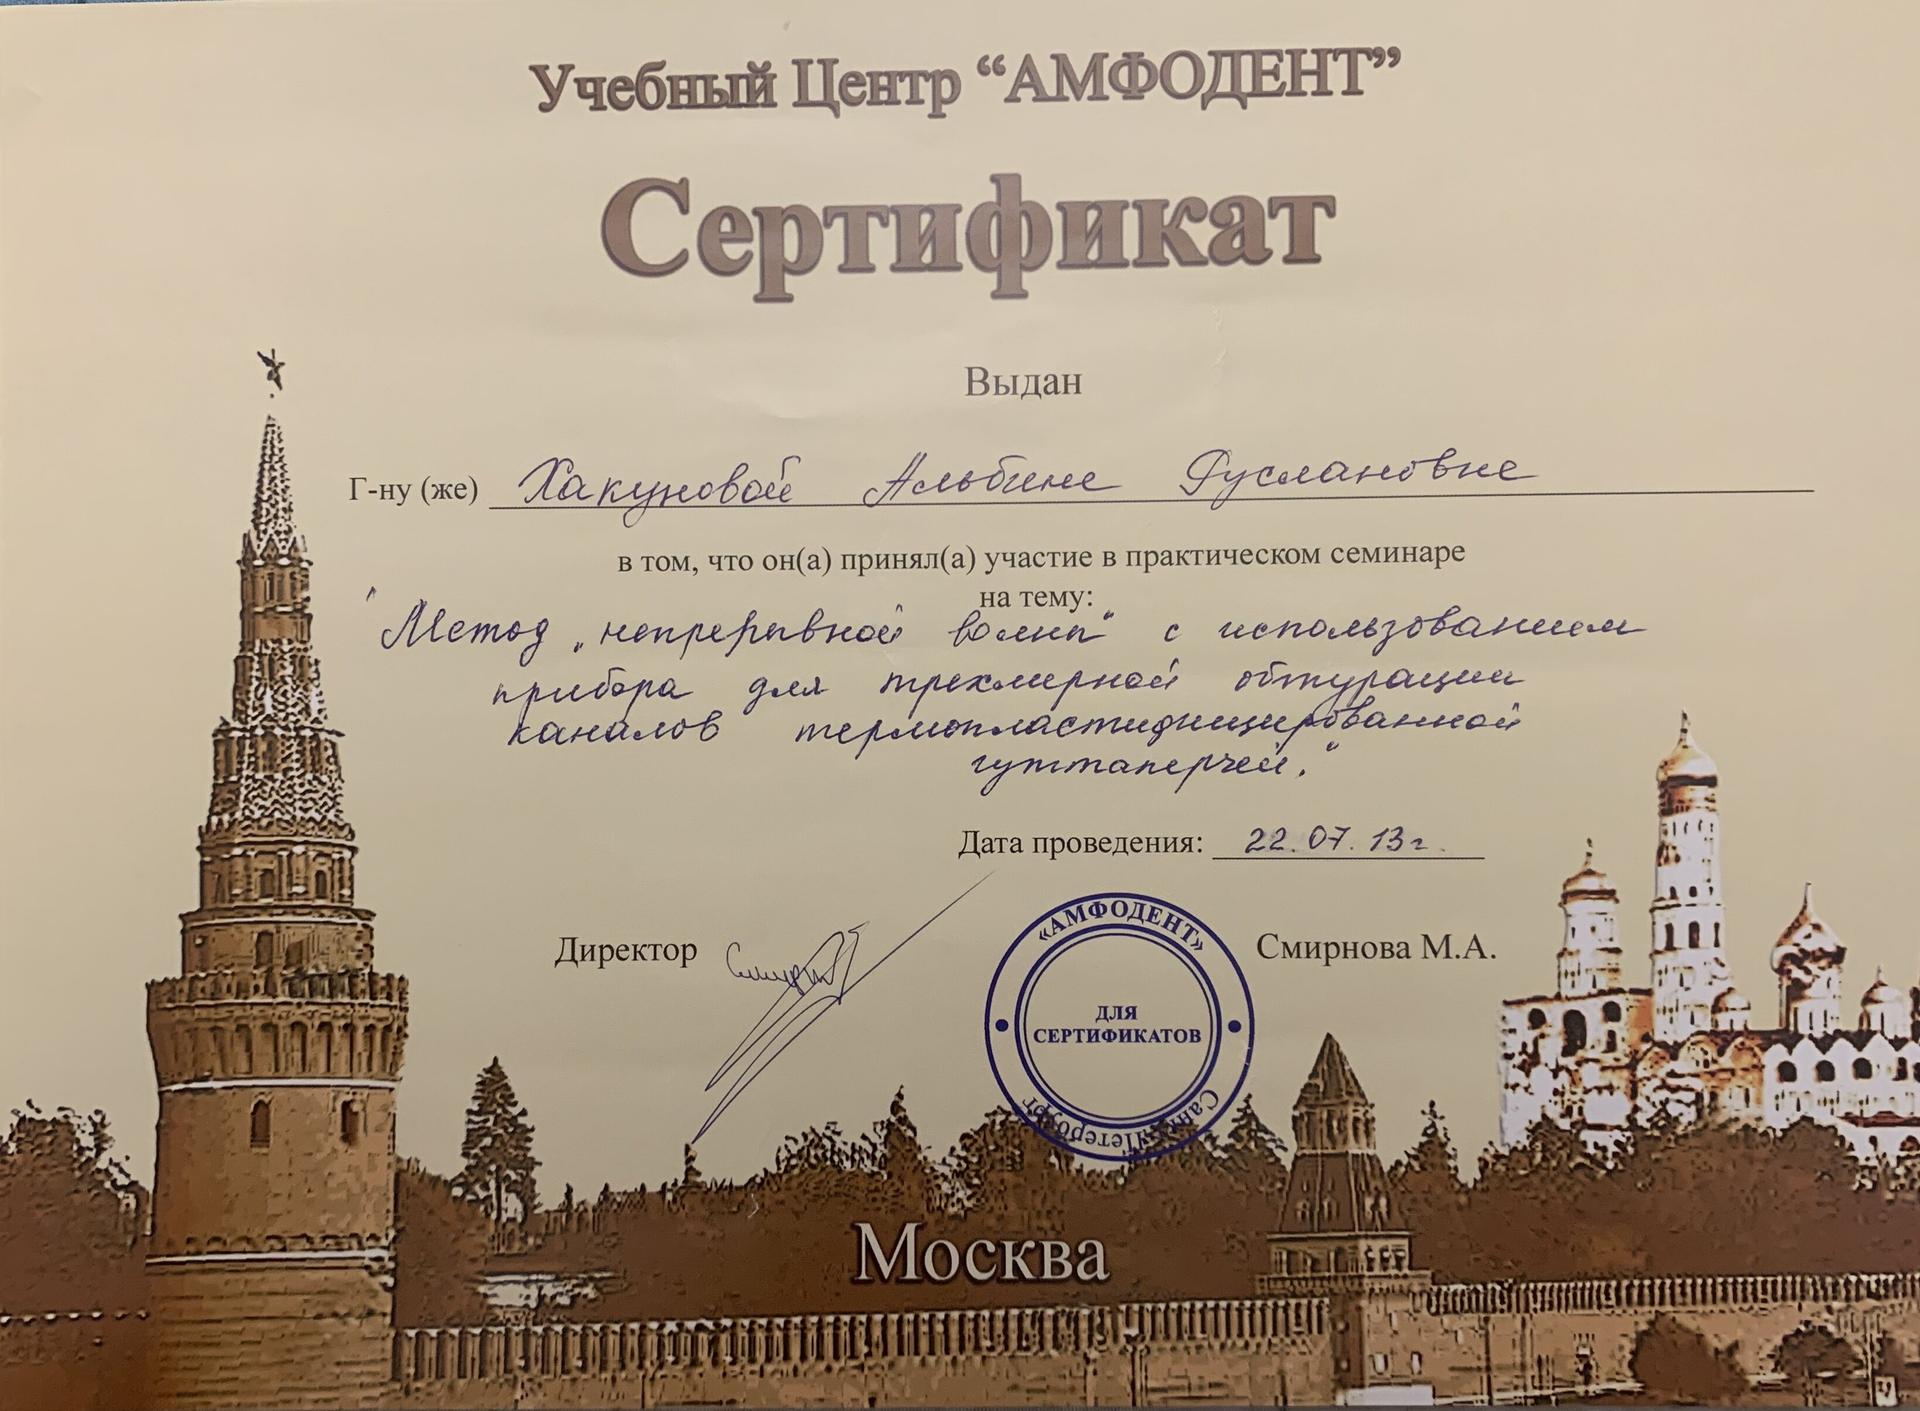 Учебный Центр “АМФОДЕНТ”
Сертификат
Выдан
Г-ну (же) Хакуновой Альбине Руслановне
в том, что он(а) принял(а) участие в практическом семинаре
на тему:
"Метод „непрерывной волны" с использованием
прибора для трехмерной обтурации
каналов термопластифицированной
гуттаперчей."
Дата проведения: 22.07.13г.
Директор
Смирнова М.А.
«АМФОДЕНТ»
ДЛЯ
СЕРТИФИКАТОВ
Санкт-Петербург
Москва